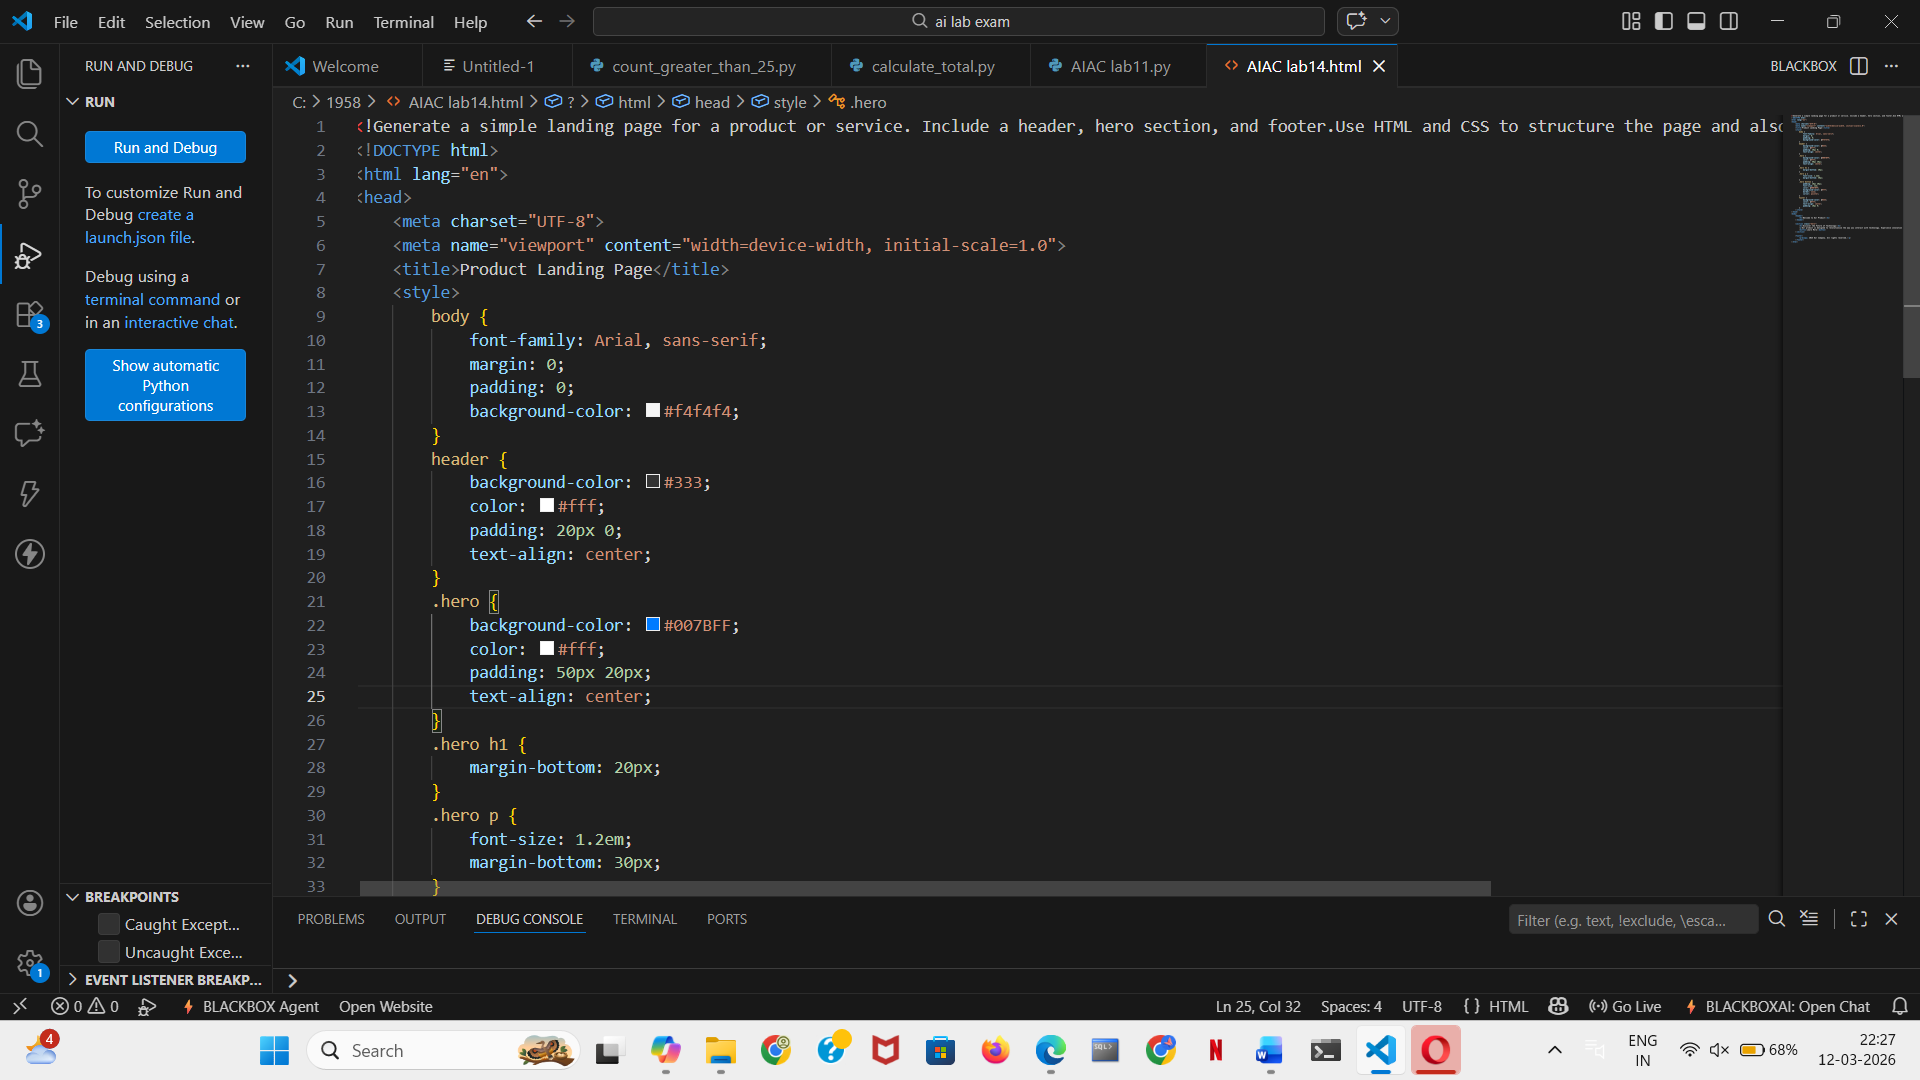 File Edit Selection View Go Run Terminal Help
ai lab exam
RUN AND DEBUG
Welcome
Untitled-1
count_greater_than_25.py
calculate_total.py
AIAC lab11.py
AIAC lab14.html
BLACKBOX
RUN
C: > 1958 > AIAC lab14.html > ? > html > head > style > .hero
Run and Debug
To customize Run and
Debug create a
launch.json file.
Debug using a
terminal command or
in an interactive chat.
Show automatic
Python
configurations
3
1 <!Generate a simple landing page for a product or service. Include a header, hero section, and footer.Use HTML and CSS to structure the page and also
2 <!DOCTYPE html>
3 <html lang="en">
4 <head>
5 <meta charset="UTF-8">
6 <meta name="viewport" content="width=device-width, initial-scale=1.0">
7 <title>Product Landing Page</title>
8 <style>
9 body {
10 font-family: Arial, sans-serif;
11 margin: 0;
12 padding: 0;
13 background-color: #f4f4f4;
14 }
15 header {
16 background-color: #333;
17 color: #fff;
18 padding: 20px 0;
19 text-align: center;
20 }
21 .hero {
22 background-color: #007BFF;
23 color: #fff;
24 padding: 50px 20px;
25 text-align: center;
26 }
27 .hero h1 {
28 margin-bottom: 20px;
29 }
30 .hero p {
31 font-size: 1.2em;
32 margin-bottom: 30px;
33 }
BREAKPOINTS
Caught Except...
Uncaught Exce...
EVENT LISTENER BREAKP...
1
PROBLEMS OUTPUT DEBUG CONSOLE TERMINAL PORTS
Filter (e.g. text, !exclude, \esca...
0 0 BLACKBOX Agent Open Website
Ln 25, Col 32 Spaces: 4 UTF-8 { } HTML Go Live BLACKBOXAI: Open Chat
4
Search
SQL>
ENG
IN
68%
22:27
12-03-2026